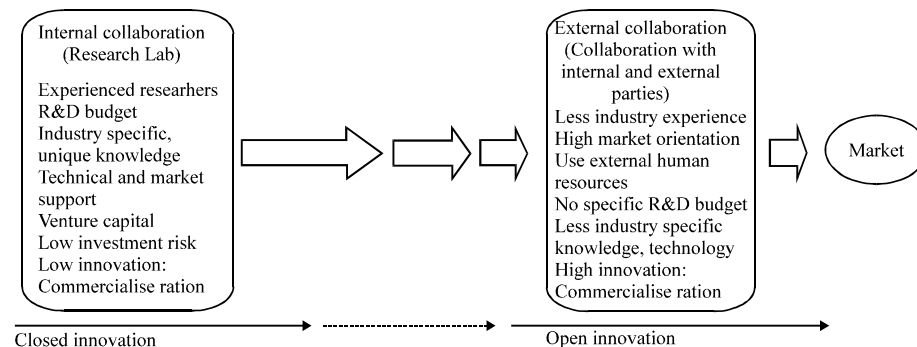 Internal collaboration
(Research Lab)
Experienced researhers
R&D budget
Industry specific,
unique knowledge
Technical and market
support
Venture capital
Low investment risk
Low innovation:
Commercialise ration
External collaboration
(Collaboration with
internal and external
parties)
Less industry experience
High market orientation
Use external human
resources
No specific R&D budget
Less industry specific
knowledge, technology
High innovation:
Commercialise ration
Market
Closed innovation
Open innovation